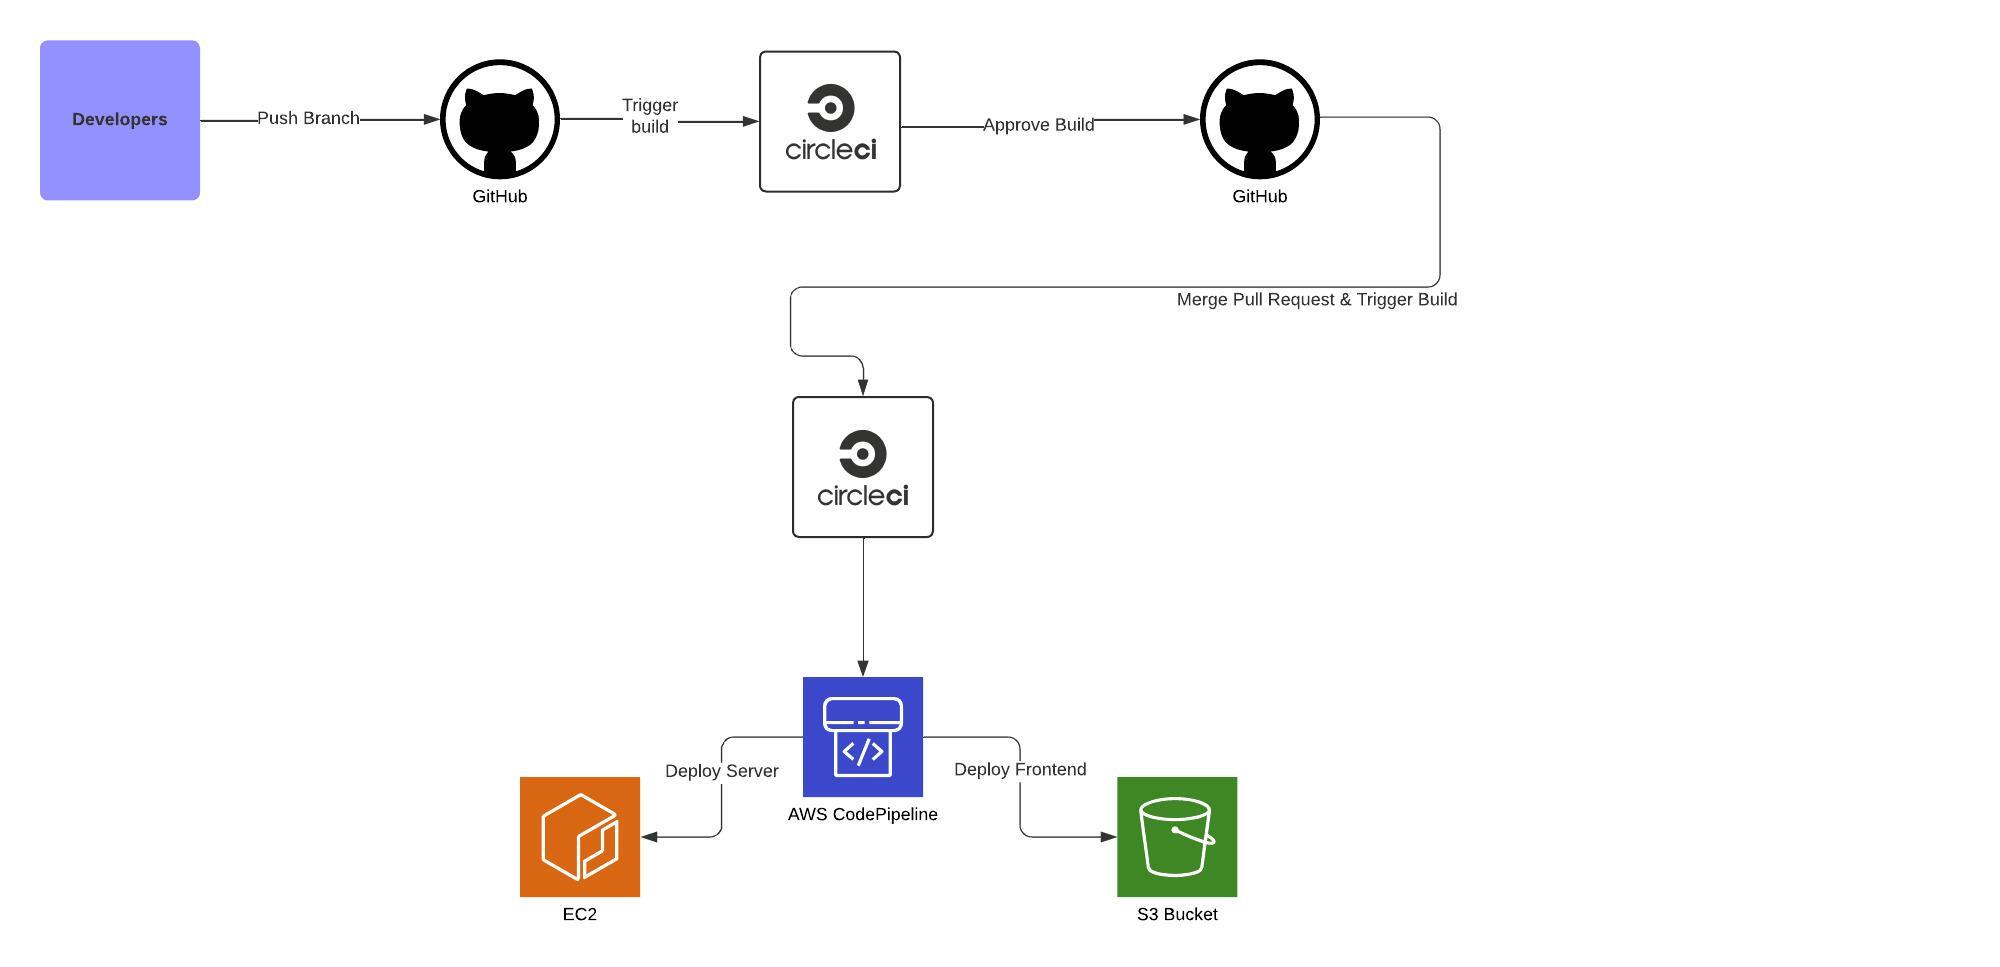 Developers
Push Branch
GitHub
Trigger
build
circleci
Approve Build
GitHub
Merge Pull Request & Trigger Build
circleci
AWS CodePipeline
Deploy Server
Deploy Frontend
EC2
S3 Bucket